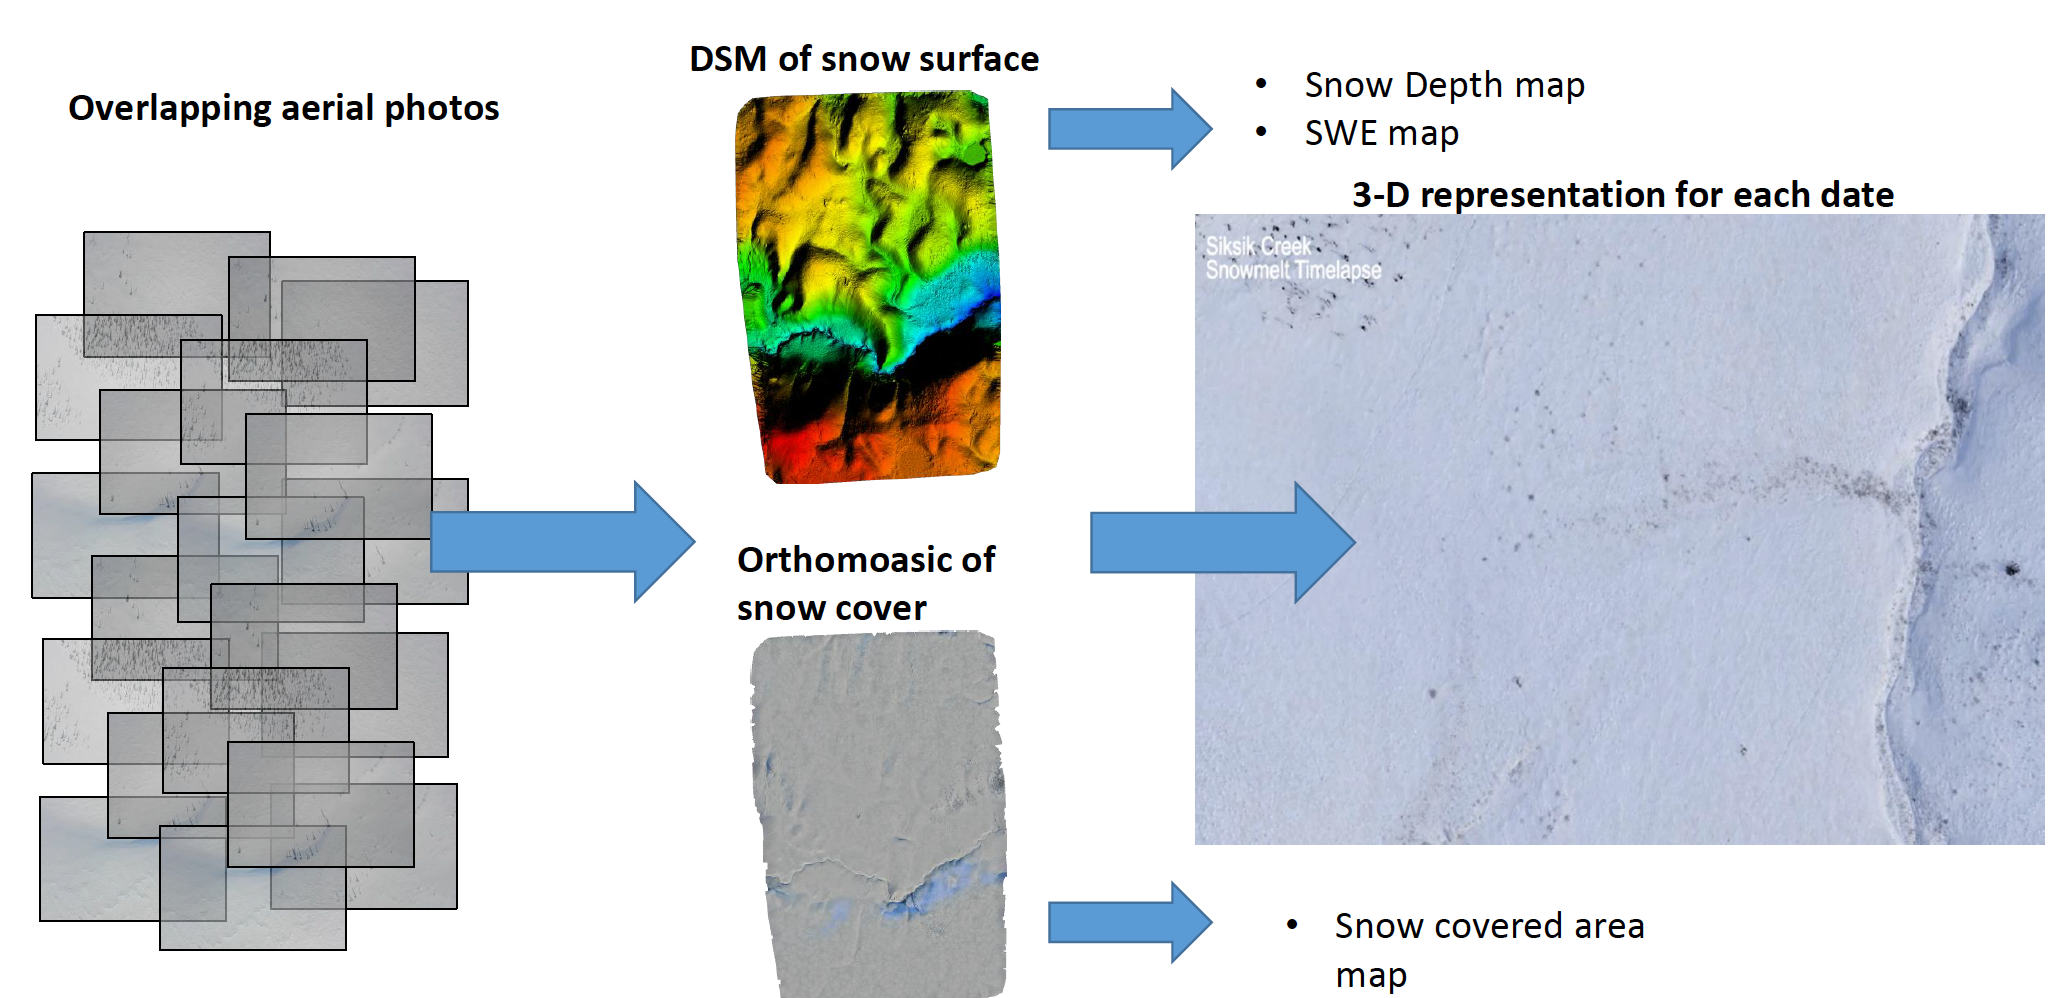 Overlapping aerial photos
DSM of snow surface
• Snow Depth map
• SWE map
3-D representation for each date
Siksik Creek
Snowmelt Timelapse
Orthomoasic of
snow cover
• Snow covered area
map